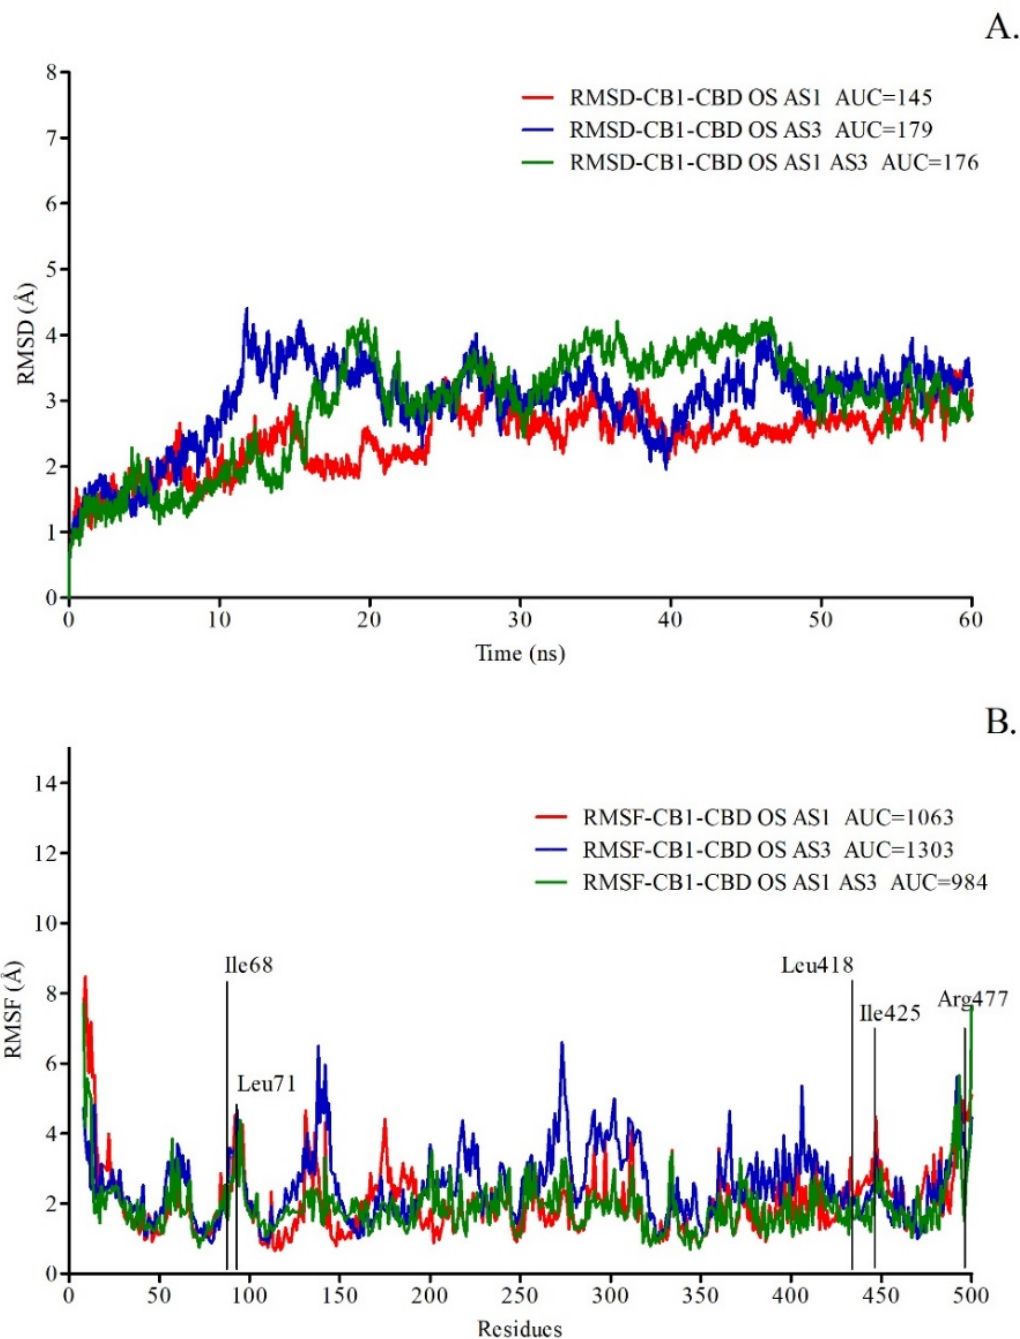 A.
8
7
6
5
4
3
2
1
0
RMSD (Å)
RMSD-CB1-CBD OS AS1 AUC=145
RMSD-CB1-CBD OS AS3 AUC=179
RMSD-CB1-CBD OS AS1 AS3 AUC=176
0 10 20 30 40 50 60
Time (ns)
B.
14
12
10
8
6
4
2
0
RMSF (Å)
RMSF-CB1-CBD OS AS1 AUC=1063
RMSF-CB1-CBD OS AS3 AUC=1303
RMSF-CB1-CBD OS AS1 AS3 AUC=984
Ile68
Leu71
Leu418
Ile425
Arg477
0 50 100 150 200 250 300 350 400 450 500
Residues